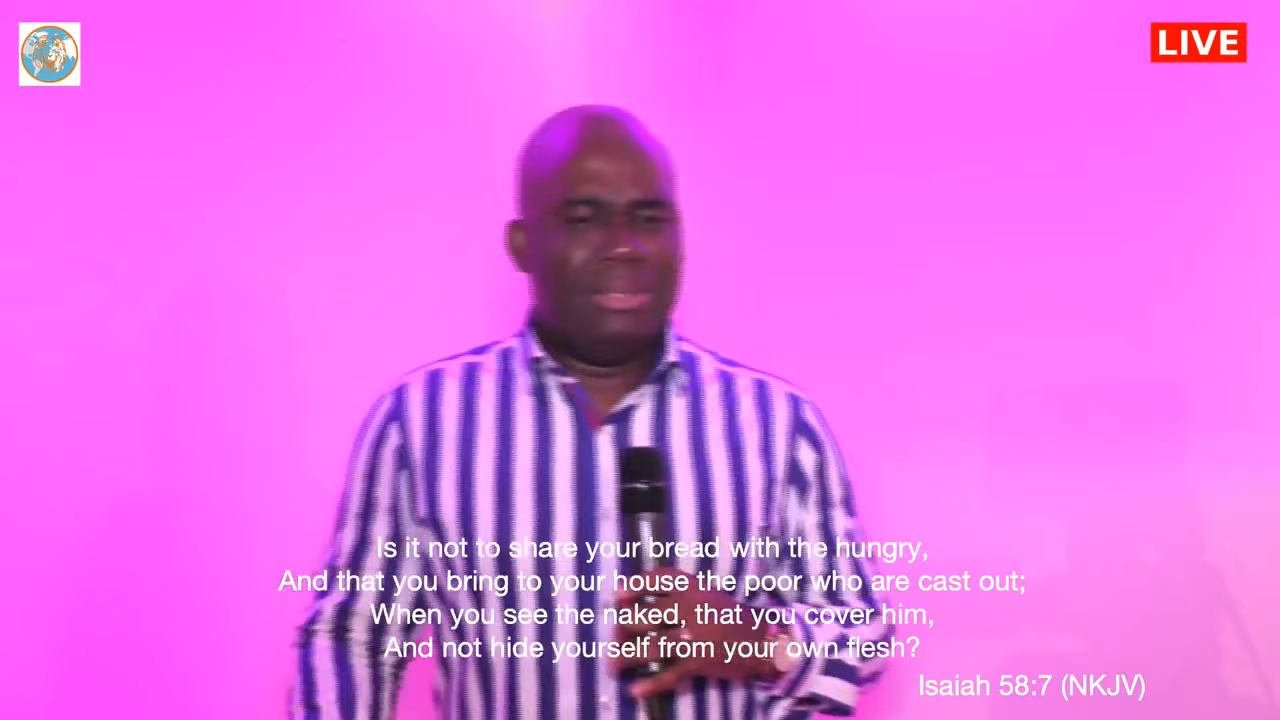 LIVE
Is it not to share your bread with the hungry,
And that you bring to your house the poor who are cast out;
When you see the naked, that you cover him,
And not hide yourself from your own flesh?
Isaiah 58:7 (NKJV)